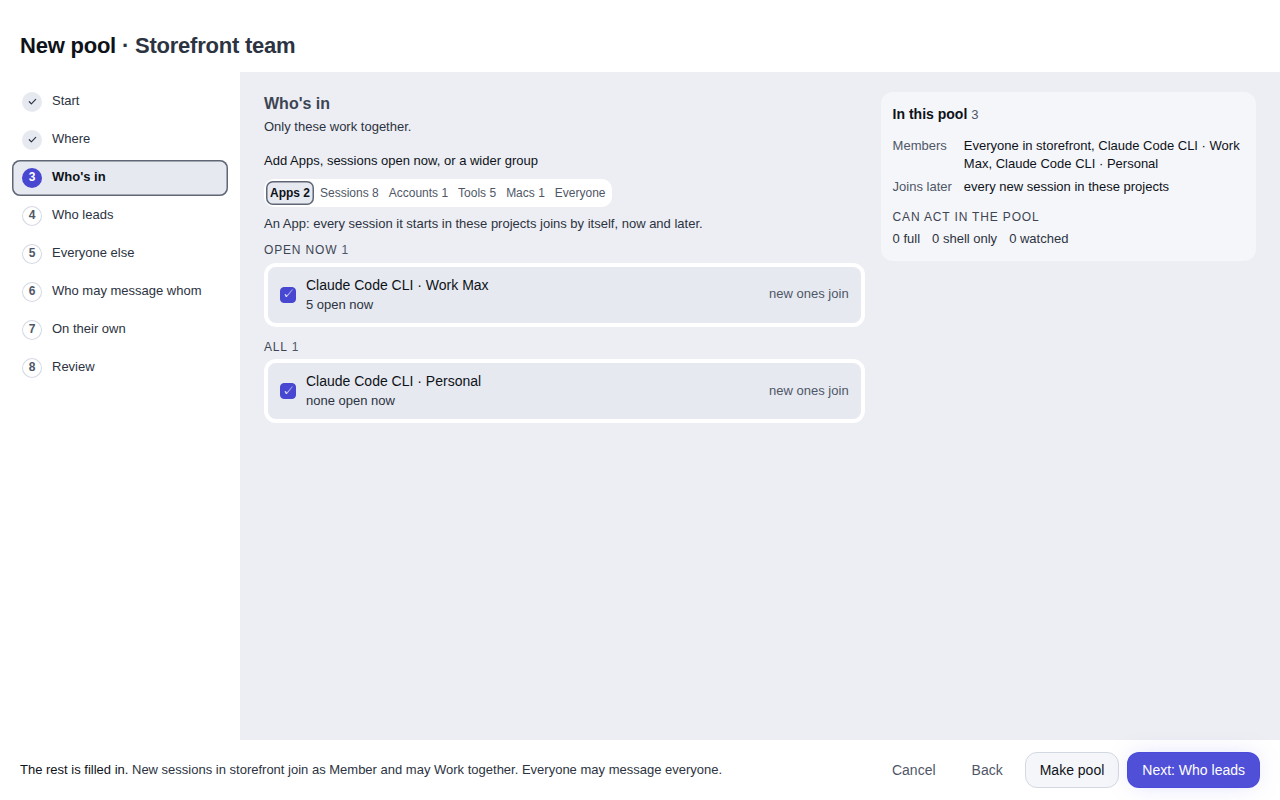 New pool · Storefront team
Start
Where
3 Who's in
4 Who leads
5 Everyone else
6 Who may message whom
7 On their own
8 Review
Who's in
Only these work together.
Add Apps, sessions open now, or a wider group
Apps 2 Sessions 8 Accounts 1 Tools 5 Macs 1 Everyone
An App: every session it starts in these projects joins by itself, now and later.
OPEN NOW 1
Claude Code CLI · Work Max
5 open now
new ones join
ALL 1
Claude Code CLI · Personal
none open now
new ones join
In this pool 3
Members Everyone in storefront, Claude Code CLI · Work
Max, Claude Code CLI · Personal
Joins later every new session in these projects
CAN ACT IN THE POOL
0 full 0 shell only 0 watched
The rest is filled in. New sessions in storefront join as Member and may Work together. Everyone may message everyone.
Cancel Back Make pool Next: Who leads